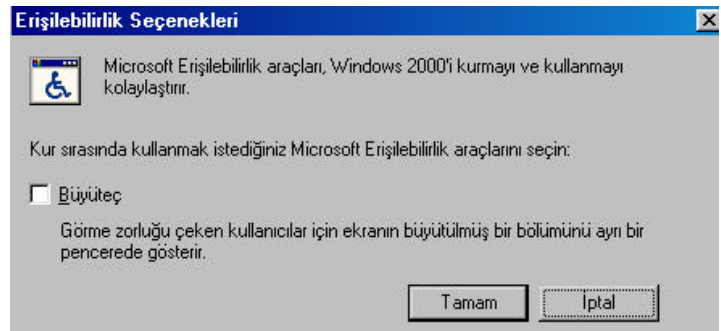 Erişilebilirlik Seçenekleri
Microsoft Erişilebilirlik araçları, Windows 2000'i kurmayı ve kullanmayı
kolaylaştırır.
Kur sırasında kullanmak istediğiniz Microsoft Erişilebilirlik araçlarını seçin:
Büyüteç
Görme zorluğu çeken kullanıcılar için ekranın büyütülmüş bir bölümünü ayrı bir
pencerede gösterir.
Tamam İptal